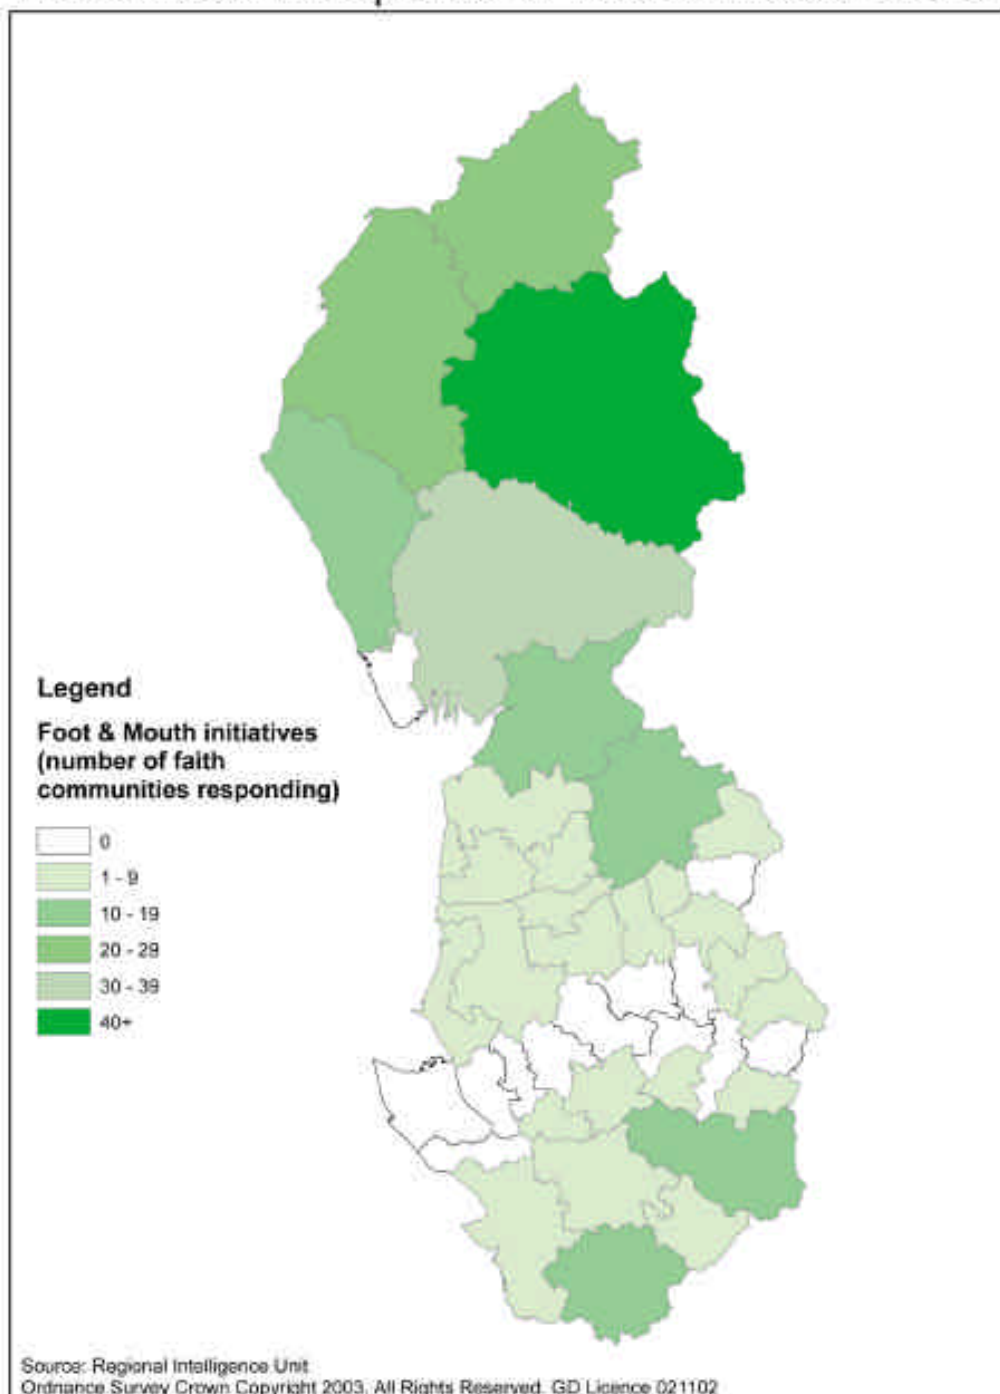 Legend
Foot & Mouth initiatives
(number of faith
communities responding)
0
1 - 9
10 - 19
20 - 29
30 - 39
40+
Source: Regional Intelligence Unit
Ordnance Survey Crown Copyright 2003. All Rights Reserved. GD Licence 021102